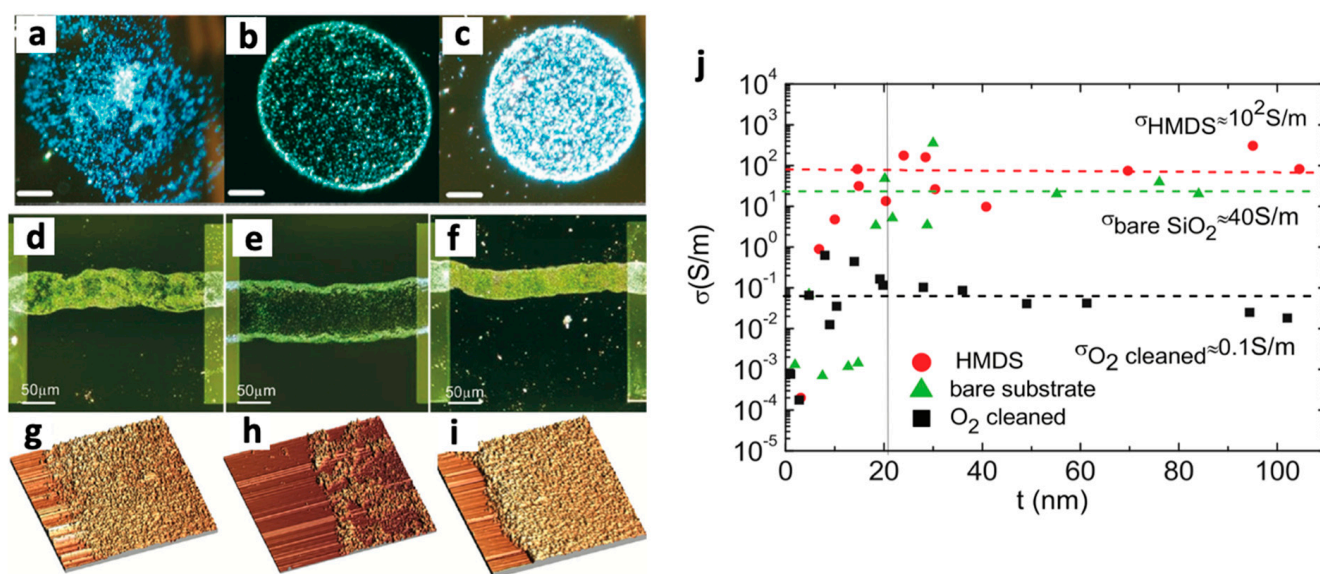 a
b
c
d
50μm
e
50μm
f
50μm
g
h
i
j
σ(S/m)
10⁴
10³
10²
10¹
10⁰
10⁻¹
10⁻²
10⁻³
10⁻⁴
10⁻⁵
σHMDS≈10²S/m
σbare SiO₂≈40S/m
σO₂ cleaned≈0.1S/m
HMDS
bare substrate
O₂ cleaned
0 20 40 60 80 100
t (nm)